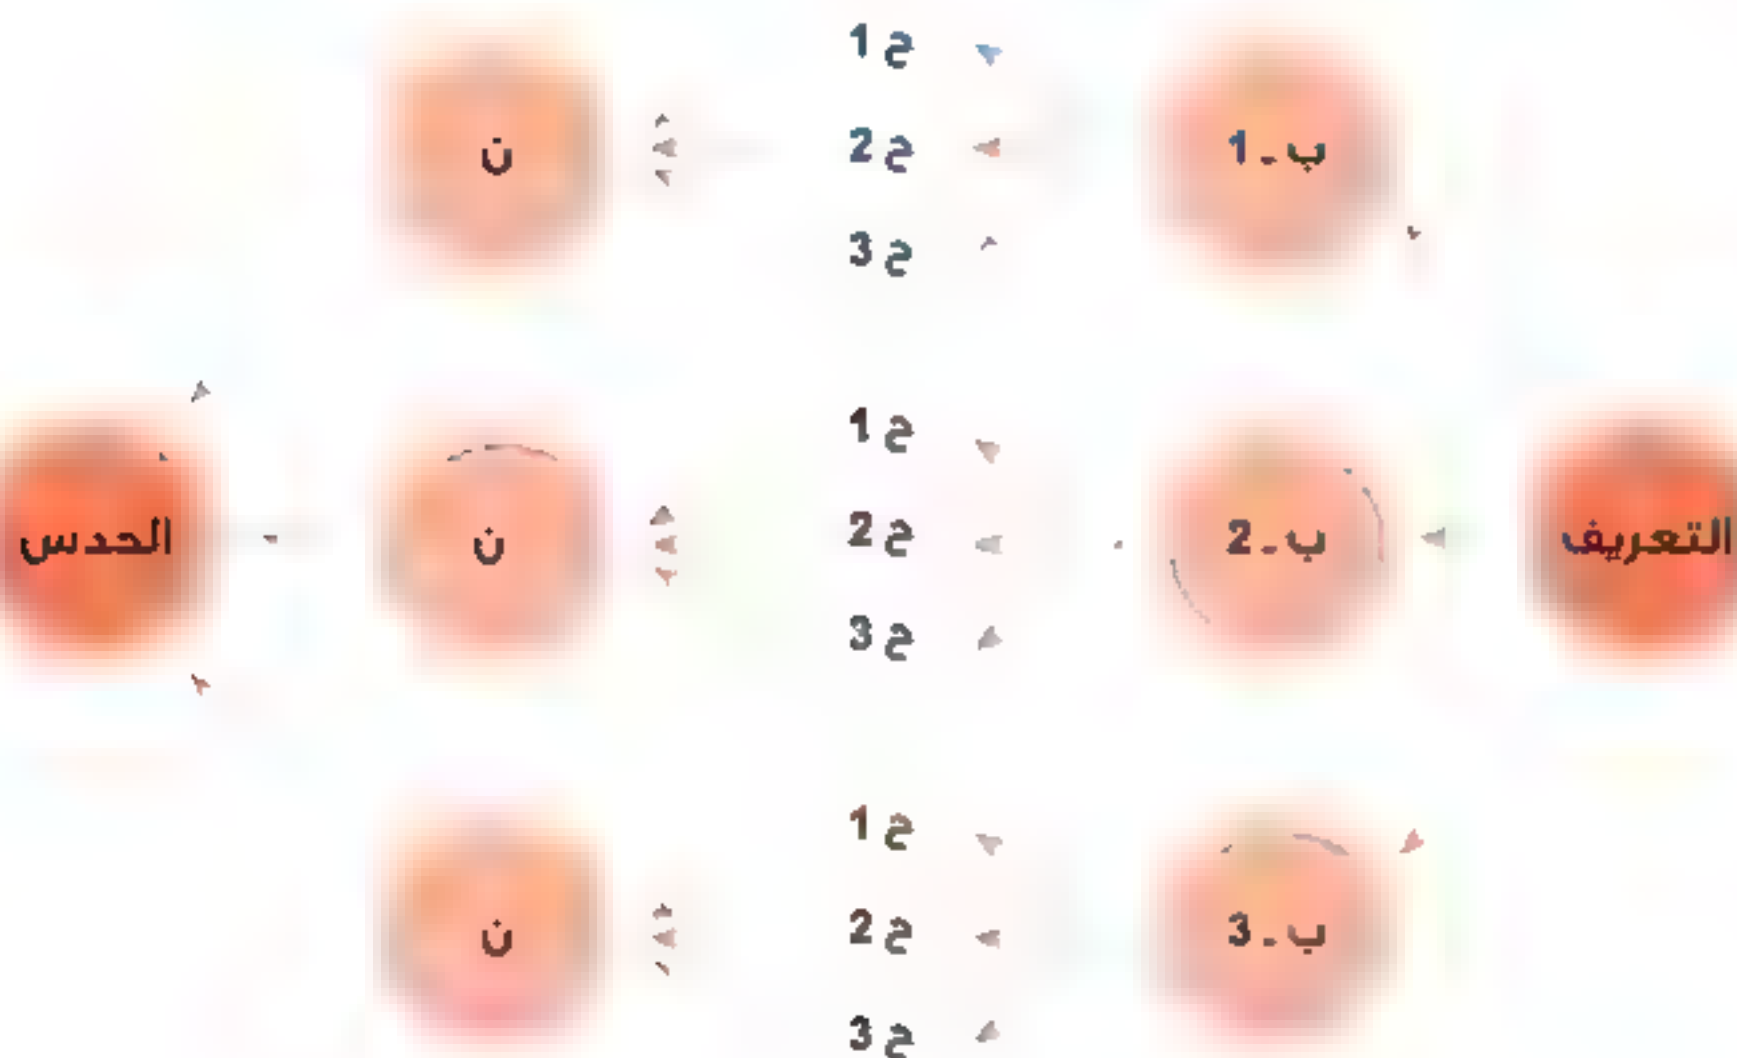 ح 1
ن
ح 2
ب - 1
ح 3
ح 1
التعريف
ب - 2
ح 2
ن
الحدس
ح 3
ح 1
ب - 3
ح 2
ن
ح 3